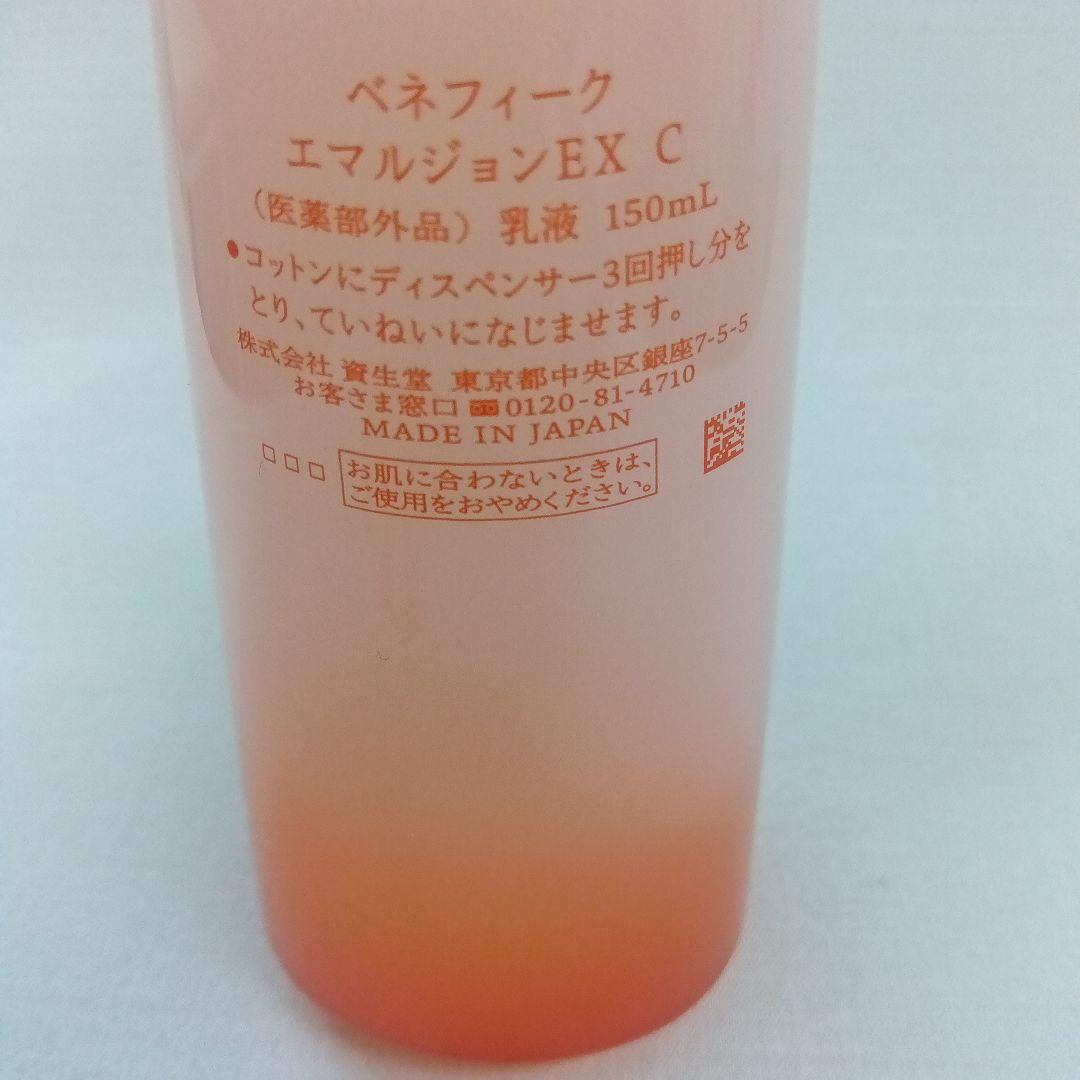 ベネフィーク
エマルジョンEX C
（医薬部外品）乳液 150mL
●コットンにディスペンサー3回押し分を
とり、ていねいになじませます。
株式会社 資生堂 東京都中央区銀座7-5-5
お客さま窓口 0120-81-4710
MADE IN JAPAN
お肌に合わないときは、
ご使用をおやめください。